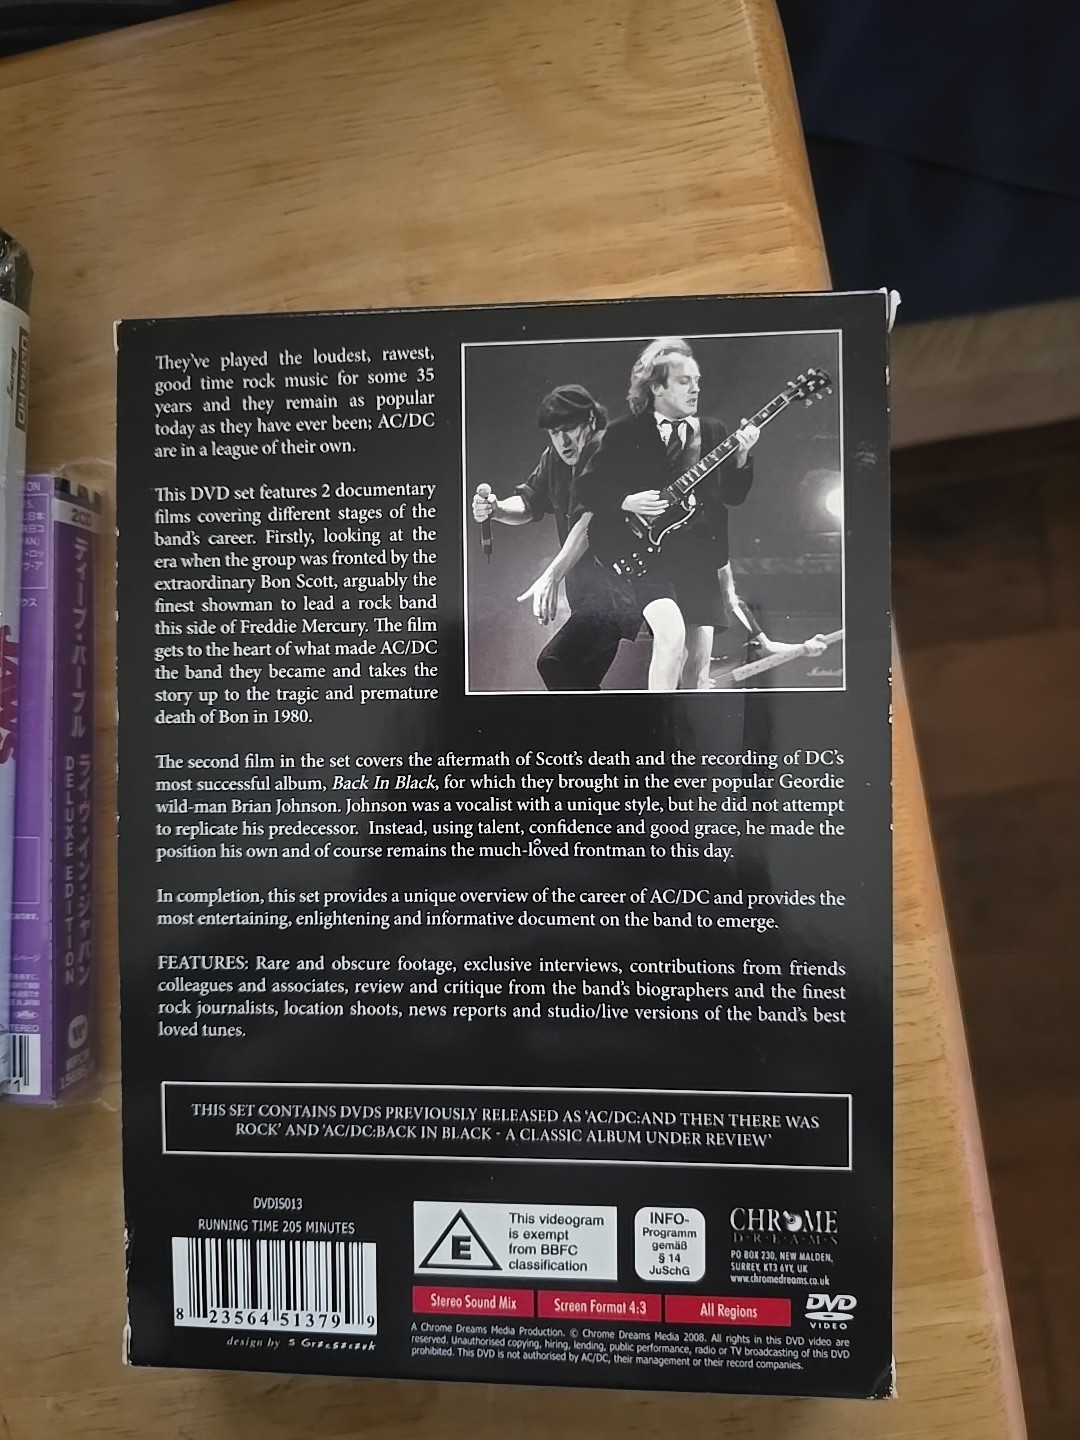 They've played the loudest, rawest,
good time rock music for some 35
years and they remain as popular
today as they have ever been; AC/DC
are in a league of their own.
This DVD set features 2 documentary
films covering different stages of the
band's career. Firstly, looking at the
era when the group was fronted by the
extraordinary Bon Scott, arguably the
finest showman to lead a rock band
this side of Freddie Mercury. The film
gets to the heart of what made AC/DC
the band they became and takes the
story up to the tragic and premature
death of Bon in 1980.
The second film in the set covers the aftermath of Scott's death and the recording of DC's
most successful album, Back In Black, for which they brought in the ever popular Geordie
wild-man Brian Johnson. Johnson was a vocalist with a unique style, but he did not attempt
to replicate his predecessor. Instead, using talent, confidence and good grace, he made the
position his own and of course remains the much-loved frontman to this day.
In completion, this set provides a unique overview of the career of AC/DC and provides the
most entertaining, enlightening and informative document on the band to emerge.
FEATURES: Rare and obscure footage, exclusive interviews, contributions from friends
colleagues and associates, review and critique from the band's biographers and the finest
rock journalists, location shoots, news reports and studio/live versions of the band's best
loved tunes.
THIS SET CONTAINS DVDS PREVIOUSLY RELEASED AS 'AC/DC:AND THEN THERE WAS
ROCK' AND 'AC/DC:BACK IN BLACK - A CLASSIC ALBUM UNDER REVIEW'
DVDIS013
RUNNING TIME 205 MINUTES
8 23564 51379 9
design by S Grzeszczyk
E
This videogram
is exempt
from BBFC
classification
INFO-
Programm
gemäß
§ 14
JuSchG
CHROME
DREAMS
PO BOX 230, NEW MALDEN,
SURREY, KT3 6YY, UK
www.chromedreams.co.uk
Stereo Sound Mix
Screen Format 4:3
All Regions
DVD
VIDEO
A Chrome Dreams Media Production. © Chrome Dreams Media 2008. All rights in this DVD video are
reserved. Unauthorised copying, hiring, lending, public performance, radio or TV broadcasting of this DVD
prohibited. This DVD is not authorised by AC/DC, their management or their record companies.
2CD
ディープ・パープル
ライヴ・イン・ジャパン
DELUXE EDITION